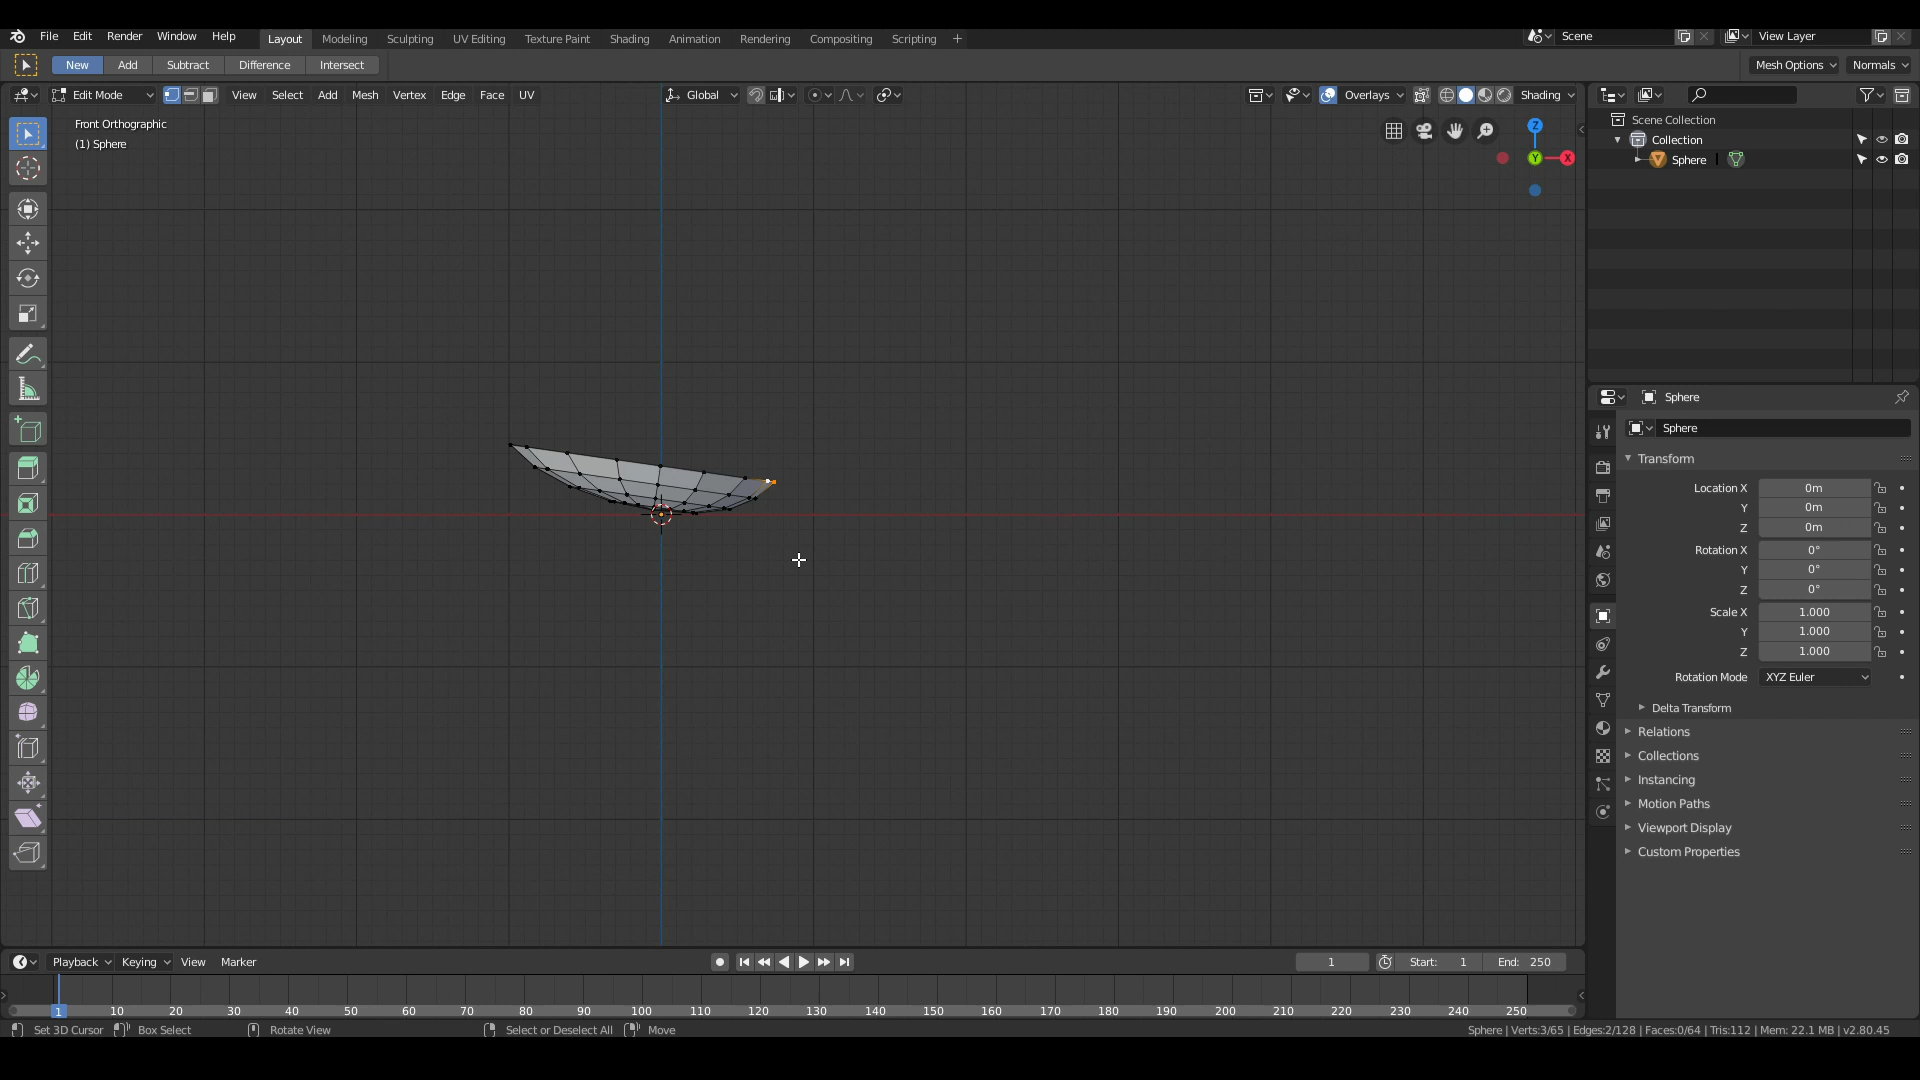 File Edit Render Window Help Layout Modeling Sculpting UV Editing Texture Paint Shading Animation Rendering Compositing Scripting + Scene View Layer
New Add Subtract Difference Intersect Mesh Options Normals
Edit Mode View Select Add Mesh Vertex Edge Face UV Global Overlays Shading
Front Orthographic
(1) Sphere
Z
Y X
Scene Collection
Collection
Sphere
Sphere
Sphere
Transform
Location X 0m
Y 0m
Z 0m
Rotation X 0°
Y 0°
Z 0°
Scale X 1.000
Y 1.000
Z 1.000
Rotation Mode XYZ Euler
Delta Transform
Relations
Collections
Instancing
Motion Paths
Viewport Display
Custom Properties
Playback Keying View Marker 1 Start: 1 End: 250
1 10 20 30 40 50 60 70 80 90 100 110 120 130 140 150 160 170 180 190 200 210 220 230 240 250
Set 3D Cursor Box Select Rotate View Select or Deselect All Move Sphere | Verts:3/65 | Edges:2/128 | Faces:0/64 | Tris:112 | Mem: 22.1 MB | v2.80.45